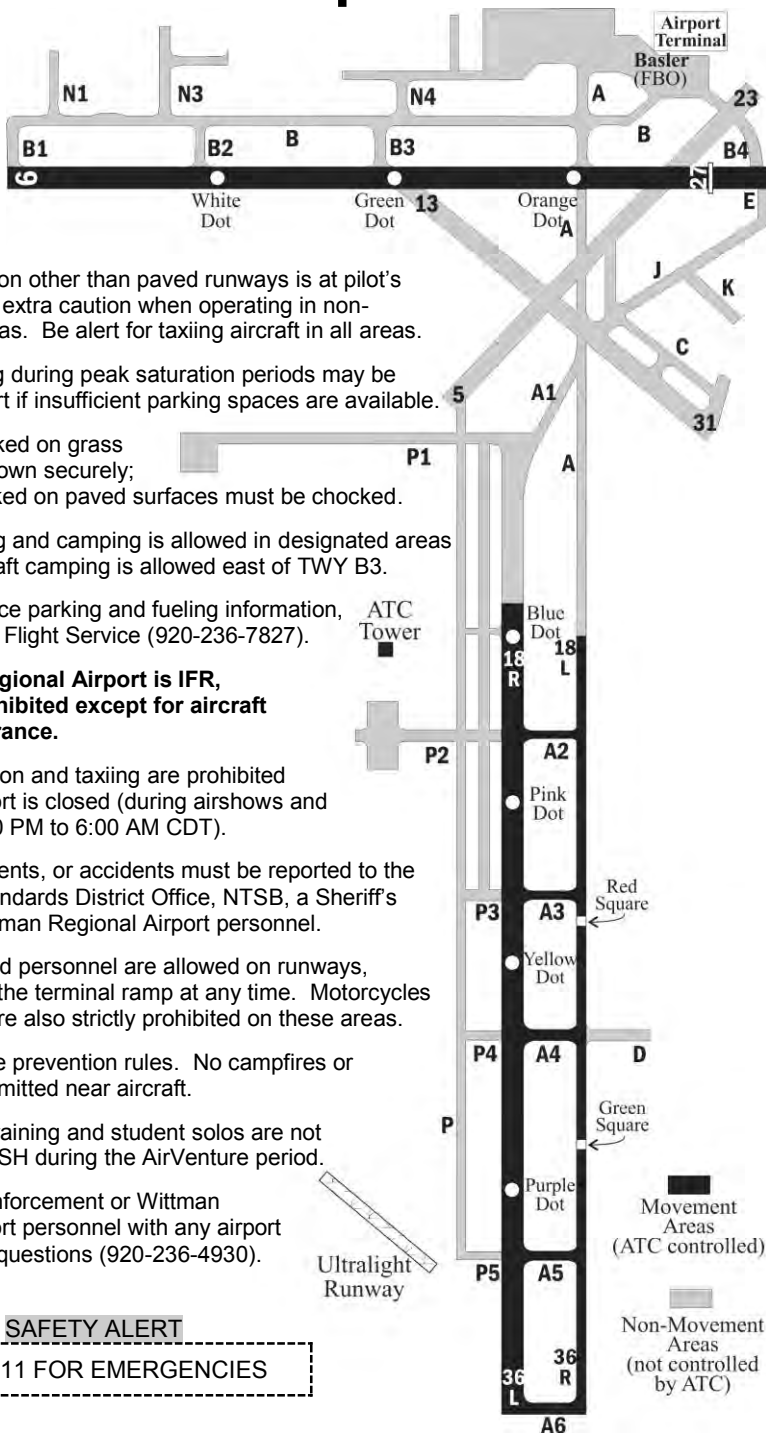 Airport
Terminal
Basler
(FBO)
N1
N3
N4
A
23
B1
B2
B
B3
B
B4
6
27
White
Dot
Green
Dot
13
Orange
Dot
A
E
J
K
C
31
on other than paved runways is at pilot's
extra caution when operating in non-
as. Be alert for taxiing aircraft in all areas.
g during peak saturation periods may be
rt if insufficient parking spaces are available.
5
A1
ked on grass
own securely;
ked on paved surfaces must be chocked.
P1
A
g and camping is allowed in designated areas
aft camping is allowed east of TWY B3.
ce parking and fueling information,
Flight Service (920-236-7827).
ATC
Tower
Blue
Dot
18
R
18
L
gional Airport is IFR,
hibited except for aircraft
rance.
P2
A2
on and taxiing are prohibited
ort is closed (during airshows and
0 PM to 6:00 AM CDT).
Pink
Dot
ents, or accidents must be reported to the
ndards District Office, NTSB, a Sheriff's
man Regional Airport personnel.
P3
A3
Red
Square
d personnel are allowed on runways,
the terminal ramp at any time. Motorcycles
re also strictly prohibited on these areas.
Yellow
Dot
e prevention rules. No campfires or
mitted near aircraft.
P4
A4
D
raining and student solos are not
SH during the AirVenture period.
P
Green
Square
nforcement or Wittman
ort personnel with any airport
questions (920-236-4930).
Purple
Dot
Ultralight
Runway
P5
A5
Movement
Areas
(ATC controlled)
Non-Movement
Areas
(not controlled
by ATC)
SAFETY ALERT
11 FOR EMERGENCIES
36
L
36
R
A6